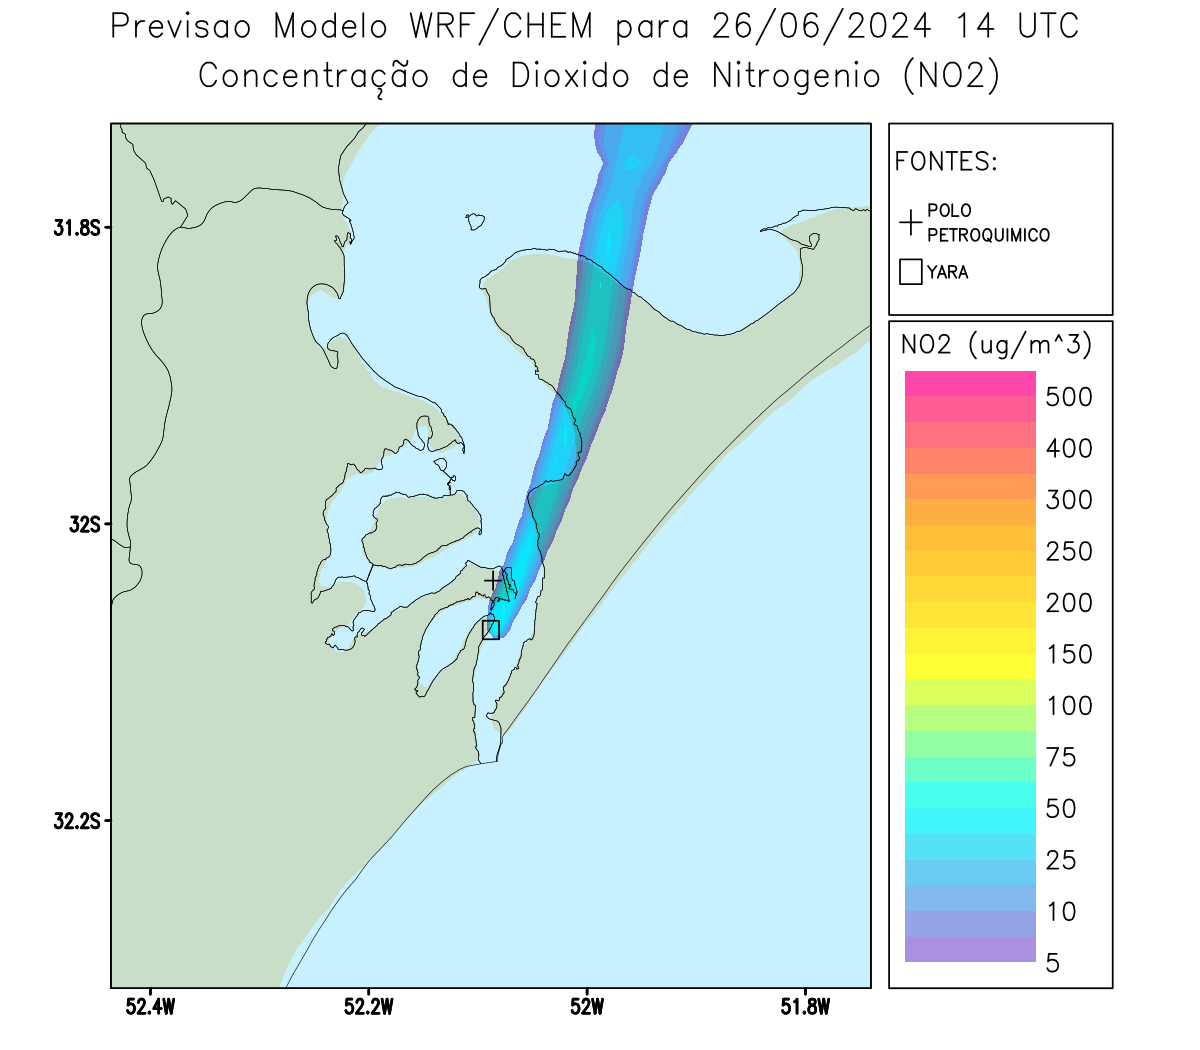 Previsao Modelo WRF/CHEM para 26/06/2024 14 UTC
Concentração de Dioxido de Nitrogenio (NO2)
FONTES:
POLO
PETROQUIMICO
YARA
31.8S
32S
32.2S
52.4W
52.2W
52W
51.8W
NO2 (ug/m^3)
500
400
300
250
200
150
100
75
50
25
10
5